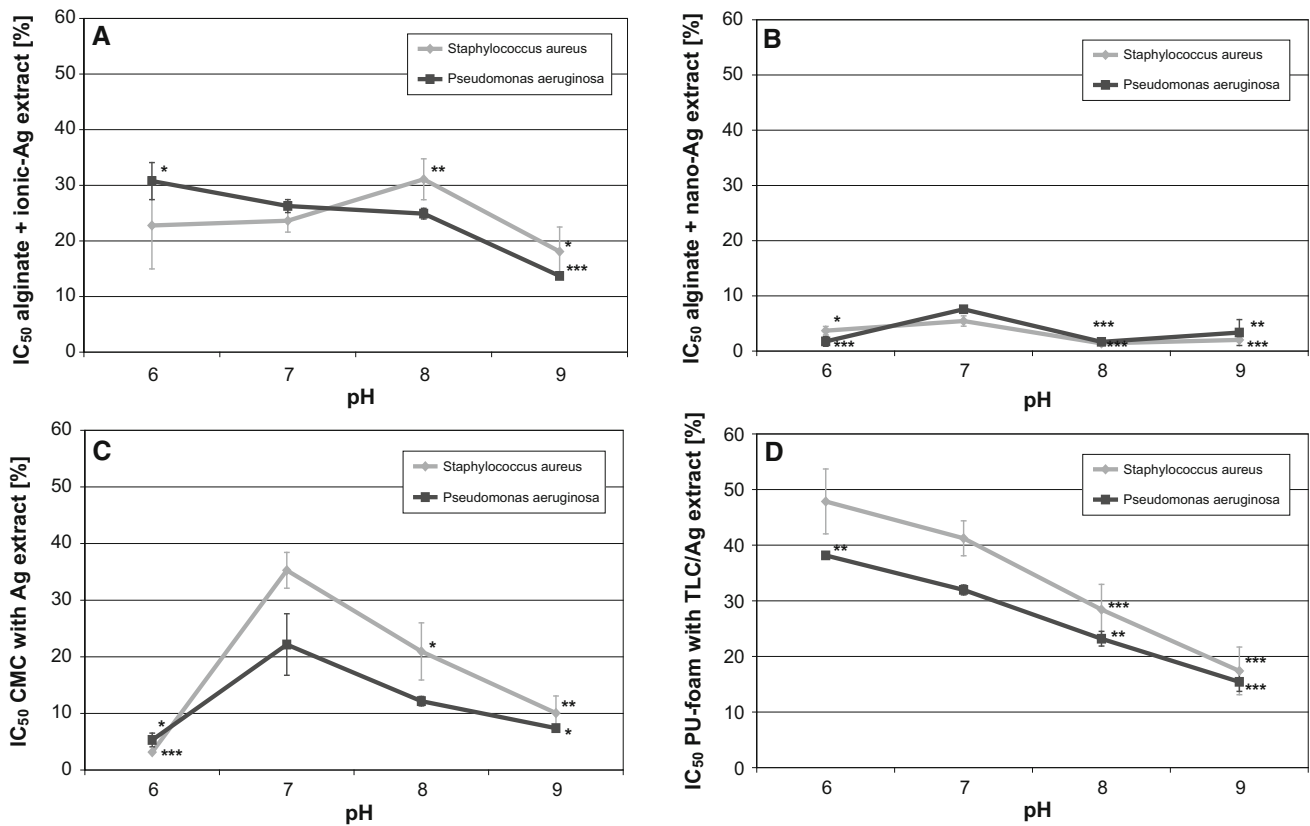 A
IC50 alginate + ionic-Ag extract [%]
60
50
40
30
20
10
0
Staphylococcus aureus
Pseudomonas aeruginosa
*
**
*
***
6 7 8 9
pH
B
IC50 alginate + nano-Ag extract [%]
60
50
40
30
20
10
0
Staphylococcus aureus
Pseudomonas aeruginosa
*
***
***
***
**
***
6 7 8 9
pH
C
IC50 CMC with Ag extract [%]
60
50
40
30
20
10
0
Staphylococcus aureus
Pseudomonas aeruginosa
*
***
*
**
*
6 7 8 9
pH
D
IC50 PU-foam with TLC/Ag extract [%]
60
50
40
30
20
10
0
Staphylococcus aureus
Pseudomonas aeruginosa
**
***
**
***
***
6 7 8 9
pH